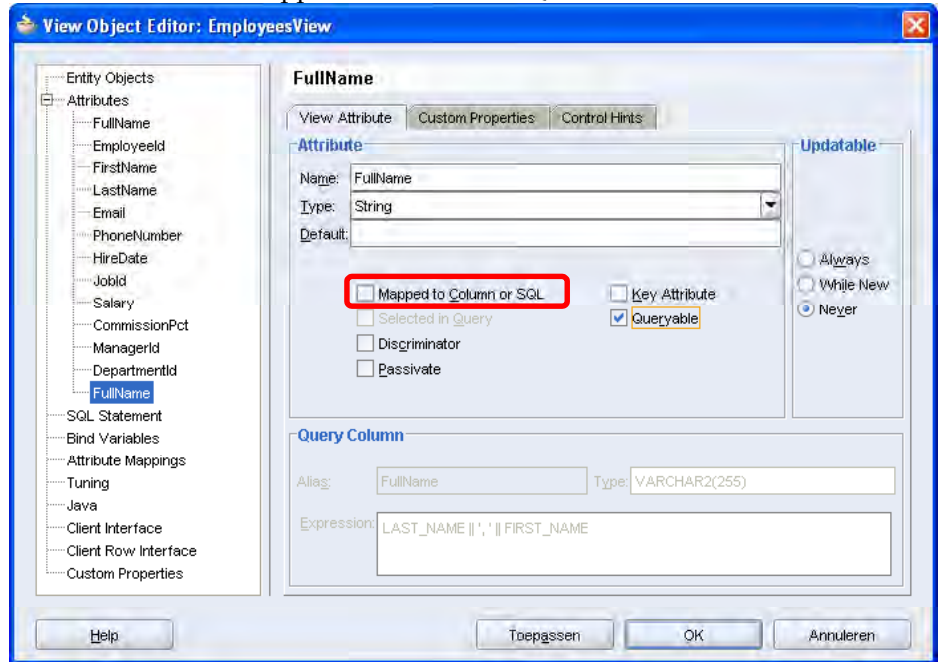 View Object Editor: EmployeesView
Entity Objects
Attributes
FullName
EmployeeId
FirstName
LastName
Email
PhoneNumber
HireDate
JobId
Salary
CommissionPct
ManagerId
DepartmentId
FullName
SQL Statement
Bind Variables
Attribute Mappings
Tuning
Java
Client Interface
Client Row Interface
Custom Properties
FullName
View Attribute Custom Properties Control Hints
Attribute
Name: FullName
Type: String
Default:
Mapped to Column or SQL Key Attribute
Selected in Query Queryable
Discriminator
Passivate
Updatable
Always
While New
Never
Query Column
Alias: FullName Type: VARCHAR2(255)
Expression: LAST_NAME || ', ' || FIRST_NAME
Help Toepassen OK Annuleren